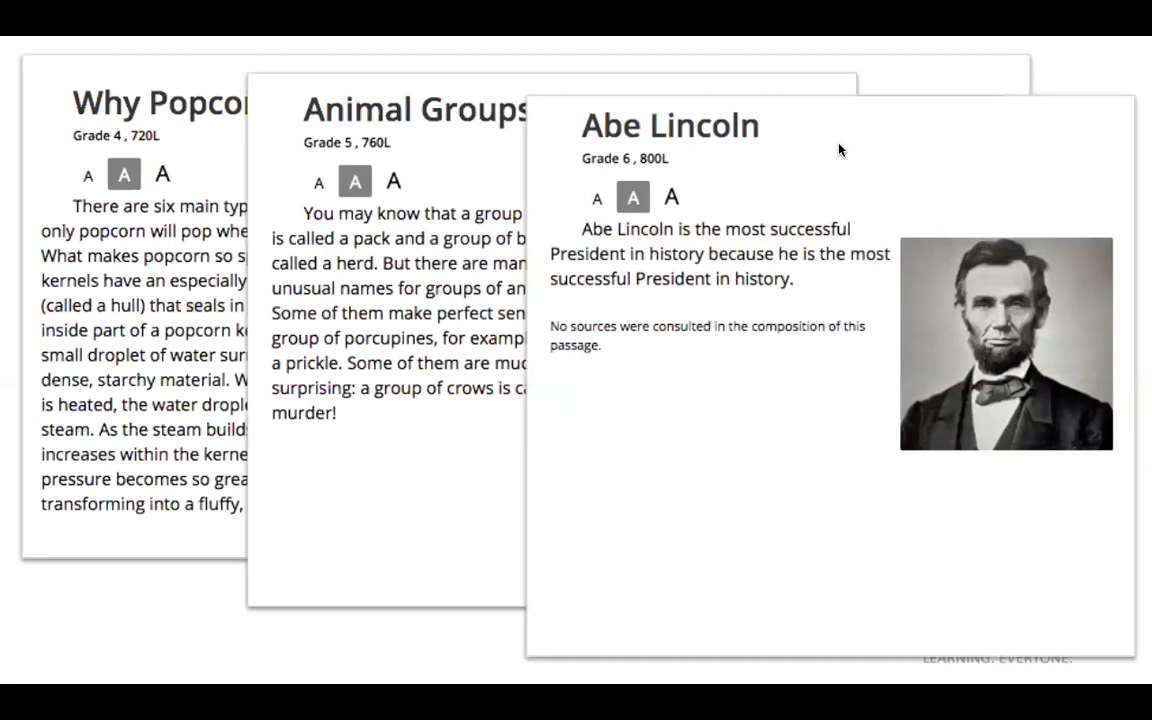 Why Popcor
Grade 4 , 720L
A A A
There are six main typ
only popcorn will pop whe
What makes popcorn so s
kernels have an especially
(called a hull) that seals in
inside part of a popcorn ke
small droplet of water sur
dense, starchy material. W
is heated, the water drople
steam. As the steam build
increases within the kerne
pressure becomes so grea
transforming into a fluffy,
Animal Groups
Grade 5 , 760L
A A A
You may know that a group
is called a pack and a group of b
called a herd. But there are man
unusual names for groups of an
Some of them make perfect sen
group of porcupines, for examp
a prickle. Some of them are muc
surprising: a group of crows is ca
murder!
Abe Lincoln
Grade 6 , 800L
A A A
Abe Lincoln is the most successful
President in history because he is the most
successful President in history.
No sources were consulted in the composition of this
passage.
LEARNING. EVERYONE.